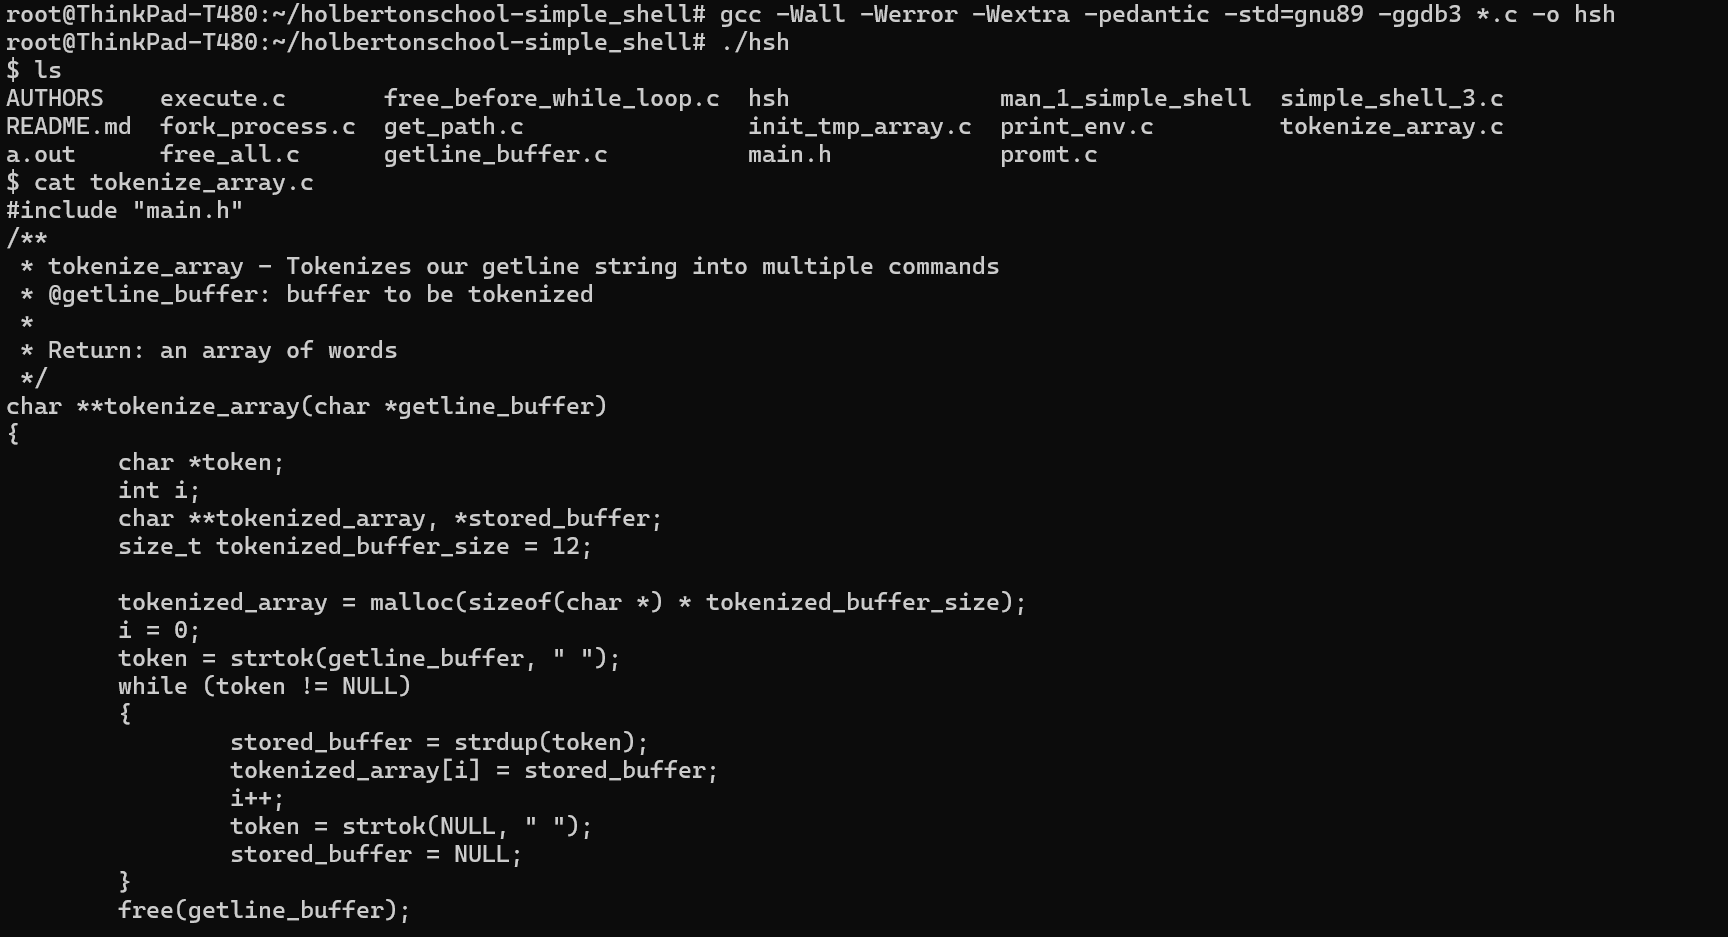 root@ThinkPad-T480:~/holbertonschool-simple_shell# gcc -Wall -Werror -Wextra -pedantic -std=gnu89 -ggdb3 *.c -o hsh
root@ThinkPad-T480:~/holbertonschool-simple_shell# ./hsh
$ ls
AUTHORS    execute.c       free_before_while_loop.c  hsh               man_1_simple_shell  simple_shell_3.c
README.md  fork_process.c  get_path.c                init_tmp_array.c  print_env.c         tokenize_array.c
a.out      free_all.c      getline_buffer.c          main.h            promt.c
$ cat tokenize_array.c
#include "main.h"
/**
 * tokenize_array - Tokenizes our getline string into multiple commands
 * @getline_buffer: buffer to be tokenized
 *
 * Return: an array of words
 */
char **tokenize_array(char *getline_buffer)
{
        char *token;
        int i;
        char **tokenized_array, *stored_buffer;
        size_t tokenized_buffer_size = 12;

        tokenized_array = malloc(sizeof(char *) * tokenized_buffer_size);
        i = 0;
        token = strtok(getline_buffer, " ");
        while (token != NULL)
        {
                stored_buffer = strdup(token);
                tokenized_array[i] = stored_buffer;
                i++;
                token = strtok(NULL, " ");
                stored_buffer = NULL;
        }
        free(getline_buffer);